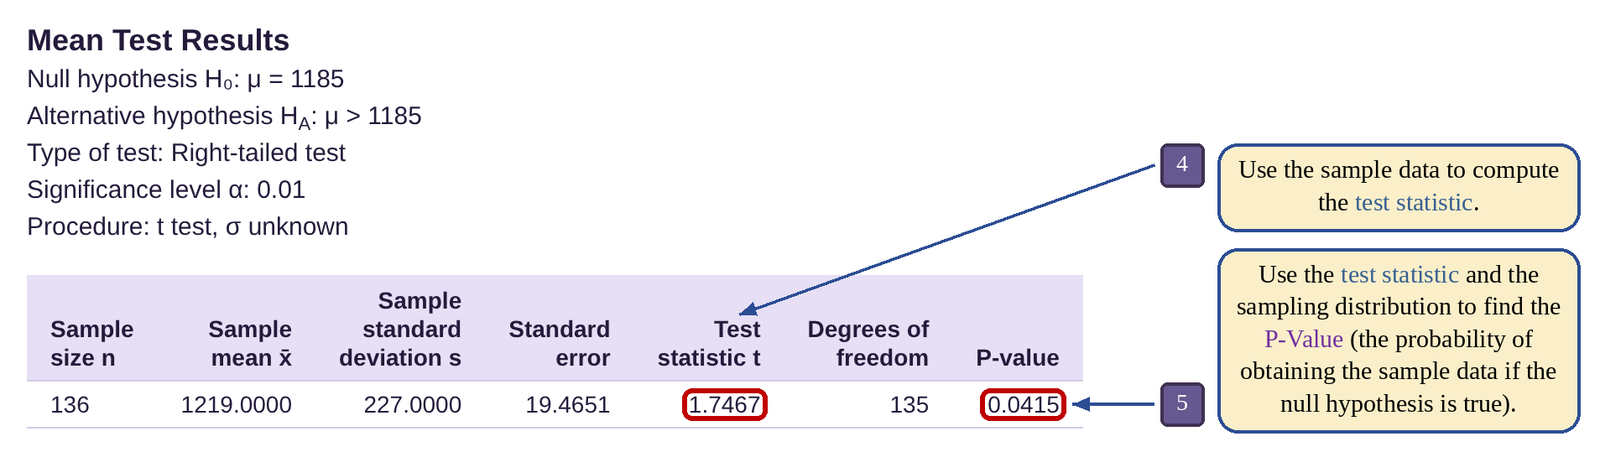 Mean Test Results
Null hypothesis H₀: μ = 1185
Alternative hypothesis H_A: μ > 1185
Type of test: Right-tailed test
Significance level α: 0.01
Procedure: t test, σ unknown
4
Use the sample data to compute
the test statistic.
Use the test statistic and the
sampling distribution to find the
P-Value (the probability of
obtaining the sample data if the
null hypothesis is true).
Sample
Sample Sample standard Standard Test Degrees of
size n mean x̄ deviation s error statistic t freedom P-value
136 1219.0000 227.0000 19.4651 1.7467 135 0.0415
5